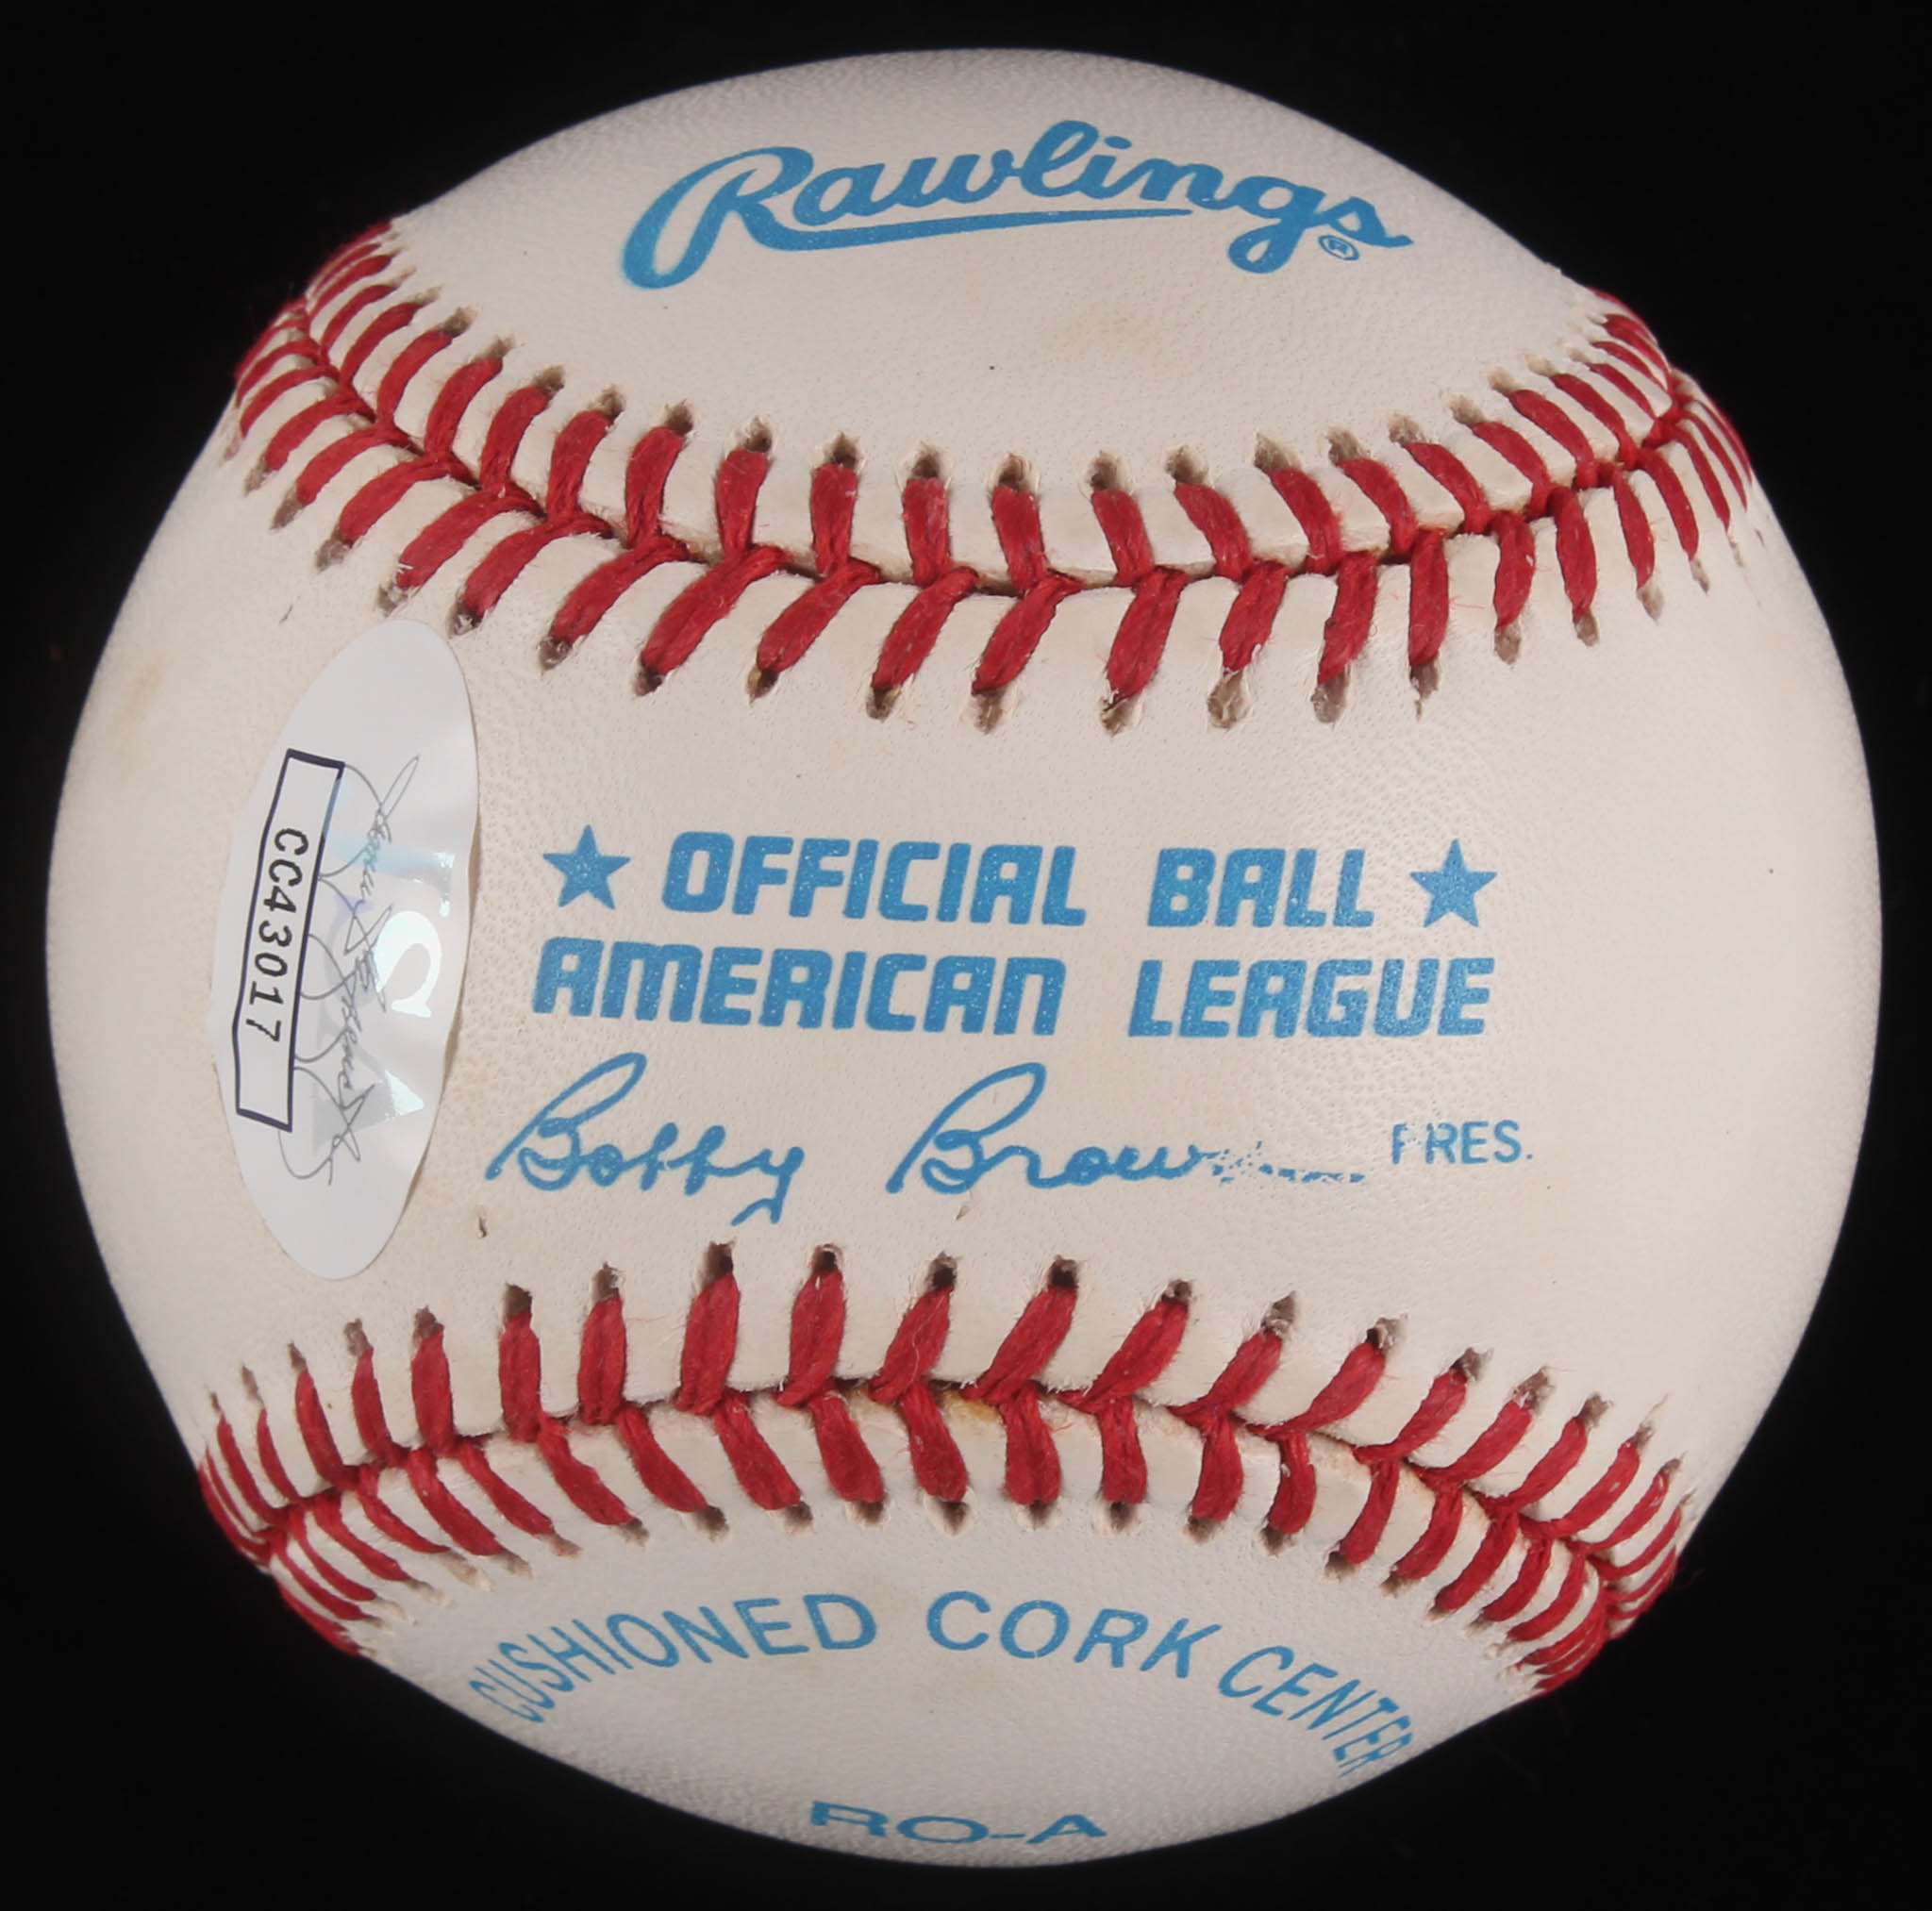 Rawlings®
CC43017
★ OFFICIAL BALL ★
AMERICAN LEAGUE
Bobby Brown PRES.
CUSHIONED CORK CENTER
RO-A